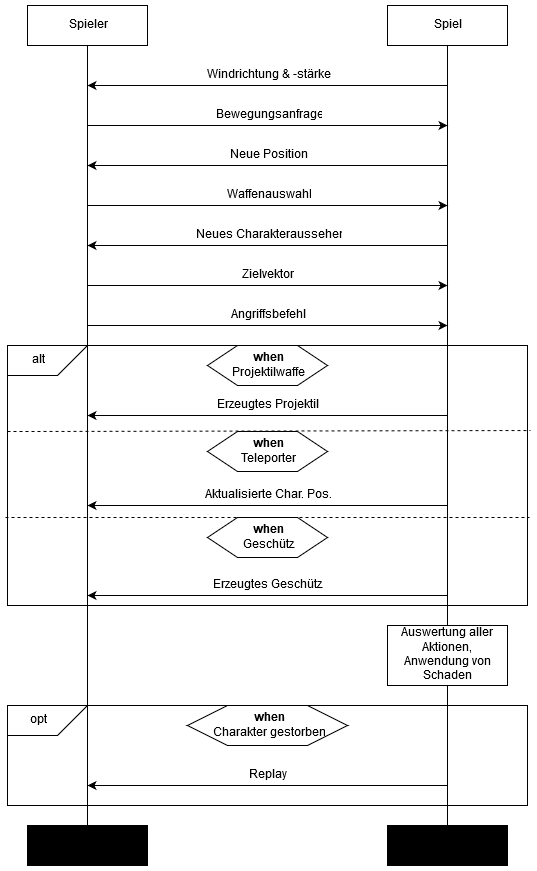 Spieler
Spiel
Windrichtung & -stärke
Bewegungsanfrage
Neue Position
Waffenauswahl
Neues Charakterausseher
Zielvektor
Angriffsbefehl
alt
when
Projektilwaffe
Erzeugtes Projektil
when
Teleporter
Aktualisierte Char. Pos.
when
Geschütz
Erzeugtes Geschütz
Auswertung aller
Aktionen,
Anwendung von
Schaden
opt
when
Charakter gestorben
Replay